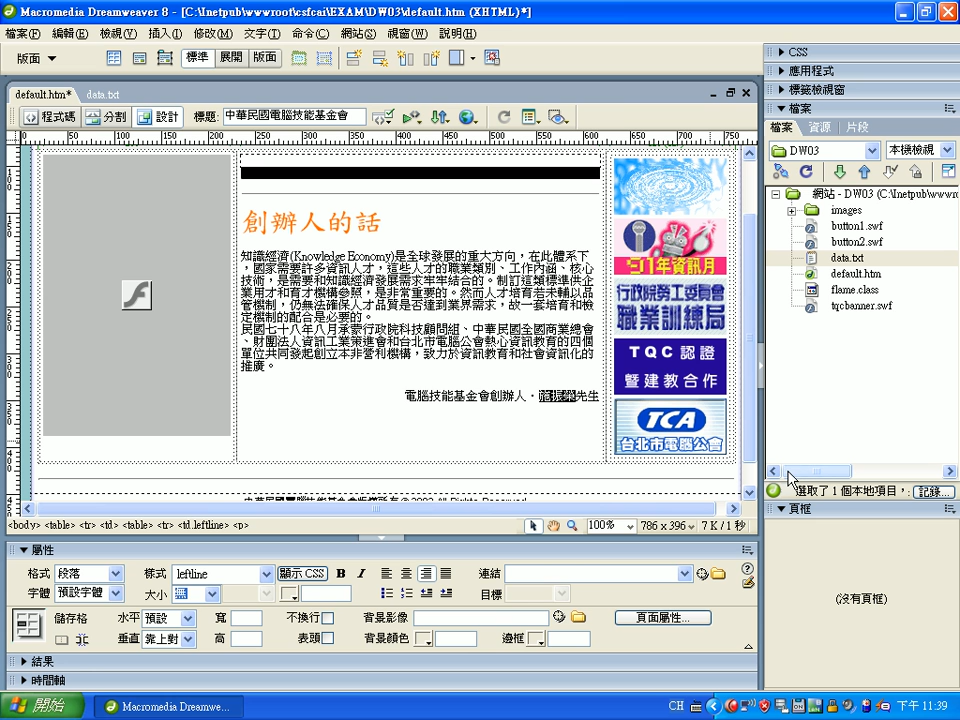 Macromedia Dreamweaver 8 - [C:\Inetpub\wwwroot\csfcai\EXAM\DW03\default.htm (XHTML)*]
檔案(F) 編輯(E) 檢視(V) 插入(I) 修改(M) 文字(T) 命令(C) 網站(S) 視窗(W) 說明(H)
版面 標準 展開 版面
default.htm* data.txt
程式碼 分割 設計 標題: 中華民國電腦技能基金會
0 50 100 150 200 250 300 350 400 450 500 550 600 650 700 750
創辦人的話
知識經濟(Knowledge Economy)是全球發展的重大方向，在此體系下
，國家需要許多資訊人才，這些人才的職業類別、工作內涵、核心
技術，是需要和知識經濟發展需求牢牢結合的。制訂這類標準供企
業用才和育才機構參照，是非常重要的。然而人才培育若未輔以品
管機制，仍無法確保人才品質是否達到業界需求，故一套培育和檢
定機制的配合是必要的。
民國七十八年八月承蒙行政院科技顧問組、中華民國全國商業總會
、財團法人資訊工業策進會和台北市電腦公會熱心資訊教育的四個
單位共同發起創立本非營利機構，致力於資訊教育和社會資訊化的
推廣。
電腦技能基金會創辦人‧施振榮先生
91年資訊月
行政院勞工委員會
職業訓練局
TQC 認證
暨建教合作
TCA
台北市電腦公會
<body> <table> <tr> <td> <table> <tr> <td.leftline> <p>
100% 786 x 396 7 K / 1 秒
屬性
格式 段落 樣式 leftline 顯示 CSS B I 連結
字體 預設字體 大小 無 目標
儲存格 水平 預設 寬 不換行 背景影像 頁面屬性...
垂直 靠上對 高 表頭 背景顏色 邊框
結果
時間軸
CSS
應用程式
標籤檢視窗
檔案
檔案 資源 片段
DW03 本機檢視
網站 - DW03 (C:\Inetpub\wwwr
images
button1.swf
button2.swf
data.txt
default.htm
flame.class
tqcbanner.swf
選取了 1 個本地項目， 記錄...
頁框
(沒有頁框)
開始 Macromedia Dreamwe... CH 下午 11:39